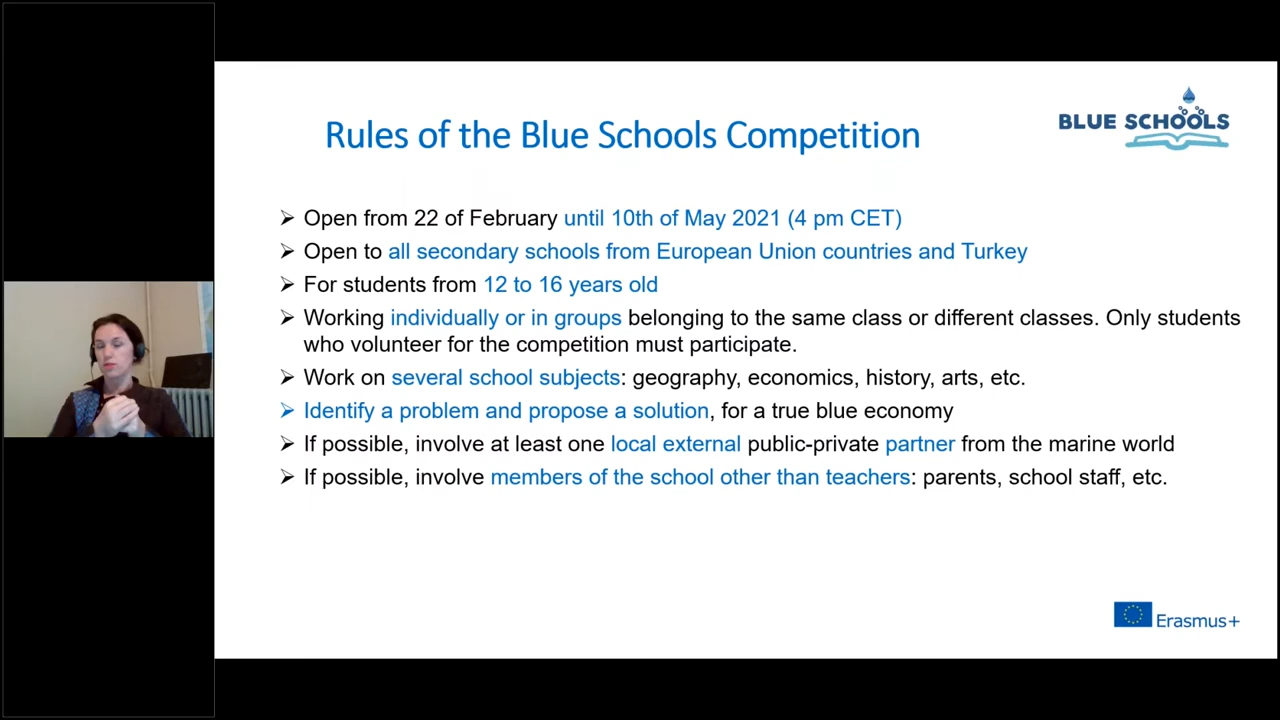 Rules of the Blue Schools Competition
BLUE SCHOOLS
➢ Open from 22 of February until 10th of May 2021 (4 pm CET)
➢ Open to all secondary schools from European Union countries and Turkey
➢ For students from 12 to 16 years old
➢ Working individually or in groups belonging to the same class or different classes. Only students
who volunteer for the competition must participate.
➢ Work on several school subjects: geography, economics, history, arts, etc.
➢ Identify a problem and propose a solution, for a true blue economy
➢ If possible, involve at least one local external public-private partner from the marine world
➢ If possible, involve members of the school other than teachers: parents, school staff, etc.
Erasmus+